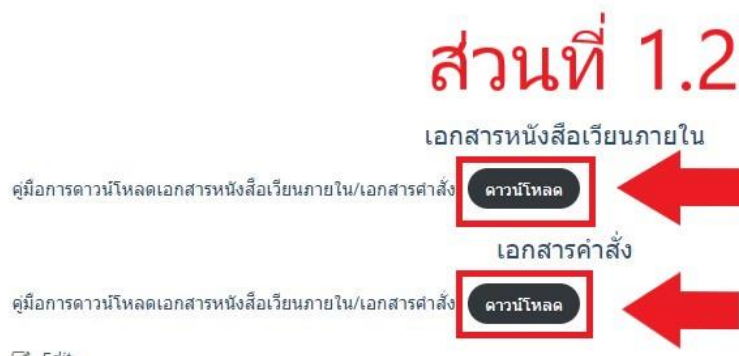 ส่วนที่ 1.2
เอกสารหนังสือเวียนภายใน
คู่มือการดาวน์โหลดเอกสารหนังสือเวียนภายใน/เอกสารคำสั่ง ดาวน์โหลด
เอกสารคำสั่ง
คู่มือการดาวน์โหลดเอกสารหนังสือเวียนภายใน/เอกสารคำสั่ง ดาวน์โหลด